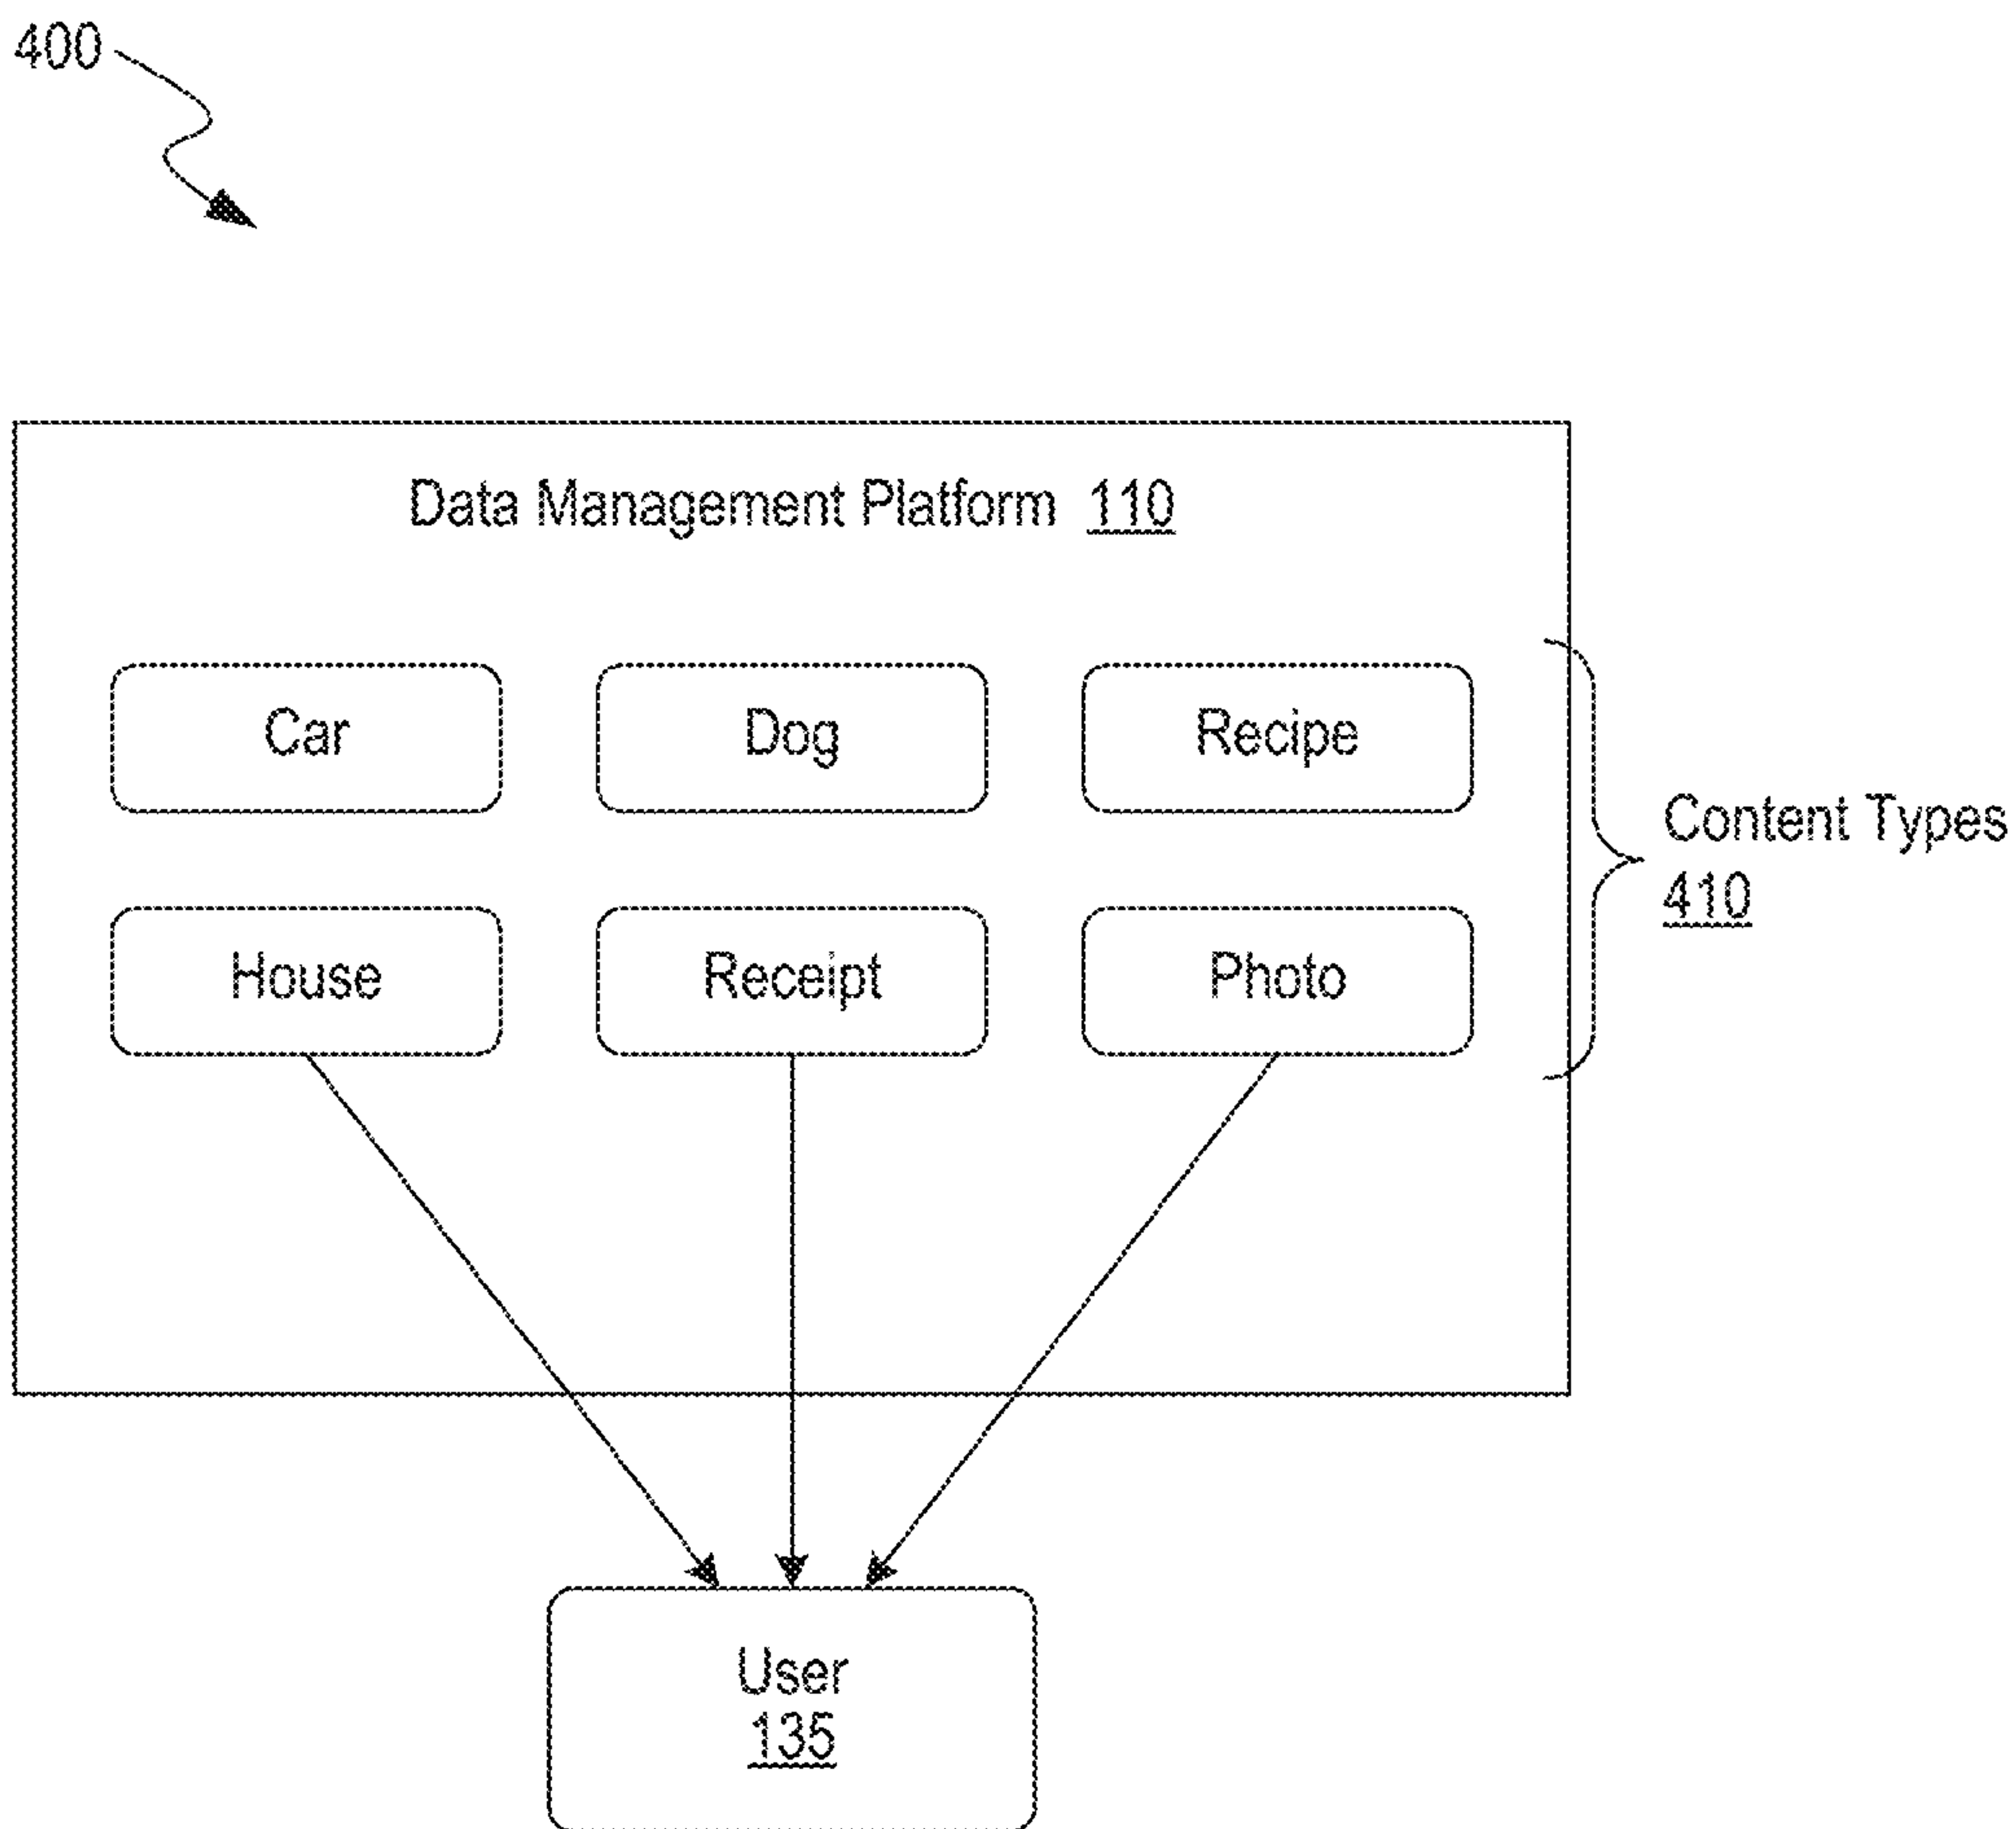 400
Data Management Platform 110
Car
Dog
Recipe
Content Types
410
House
Receipt
Photo
User
135